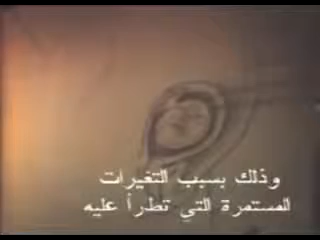 وذلك بسبب التغيرات
المستمرة التي تطرأ عليه